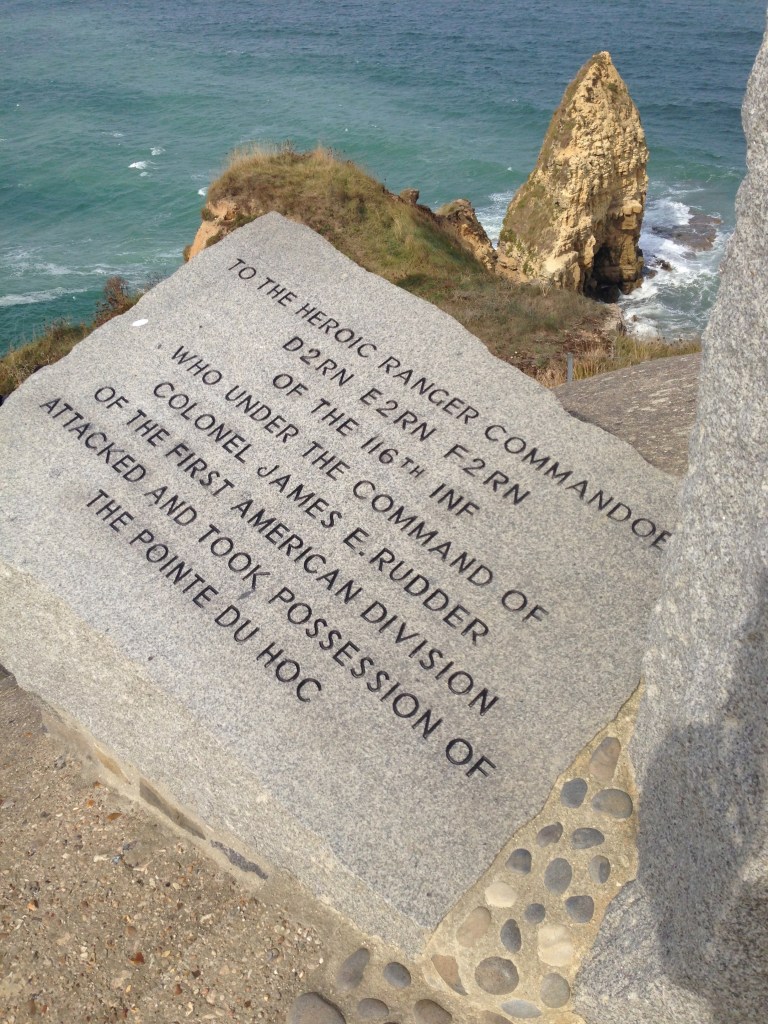 TO THE HEROIC RANGER COMMANDOE
D2RN E2RN F2RN
OF THE 116TH INF
WHO UNDER THE COMMAND OF
COLONEL JAMES E. RUDDER
OF THE FIRST AMERICAN DIVISION
ATTACKED AND TOOK POSSESSION OF
THE POINTE DU HOC